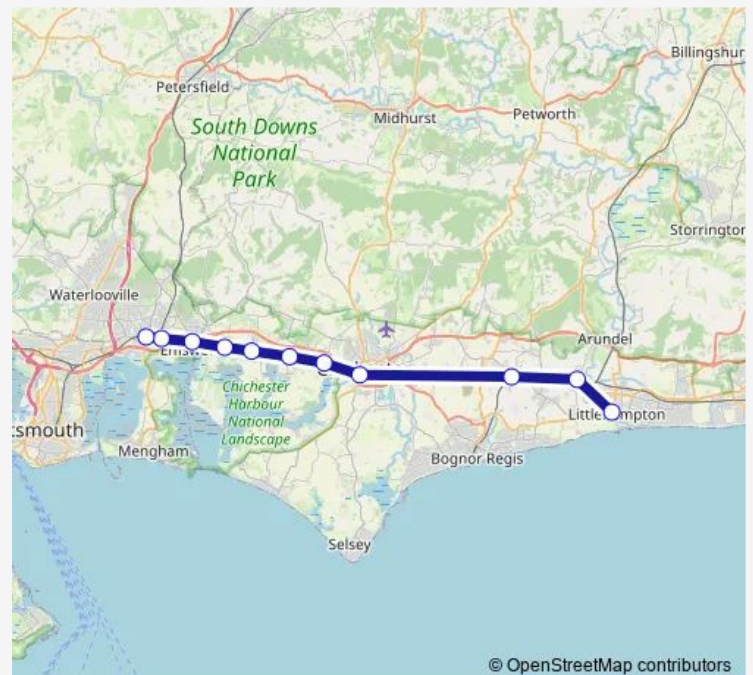 Billingshur
Petersfield
Midhurst
Petworth
South Downs
National
Park
Storrington
Waterlooville
Arundel
Chichester
Harbour
National
Landscape
smouth
Mengham
Bognor Regis
Selsey
© OpenStreetMap contributors